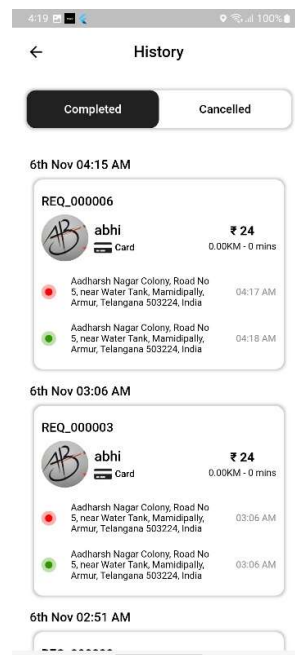 4:19 100%
History
Completed Cancelled
6th Nov 04:15 AM
REQ_000006
abhi ₹ 24
Card 0.00KM - 0 mins
Aadharsh Nagar Colony, Road No
5, near Water Tank, Mamidipally, 04:17 AM
Armur, Telangana 503224, India
Aadharsh Nagar Colony, Road No
5, near Water Tank, Mamidipally, 04:18 AM
Armur, Telangana 503224, India
6th Nov 03:06 AM
REQ_000003
abhi ₹ 24
Card 0.00KM - 0 mins
Aadharsh Nagar Colony, Road No
5, near Water Tank, Mamidipally, 03:06 AM
Armur, Telangana 503224, India
Aadharsh Nagar Colony, Road No
5, near Water Tank, Mamidipally, 03:06 AM
Armur, Telangana 503224, India
6th Nov 02:51 AM